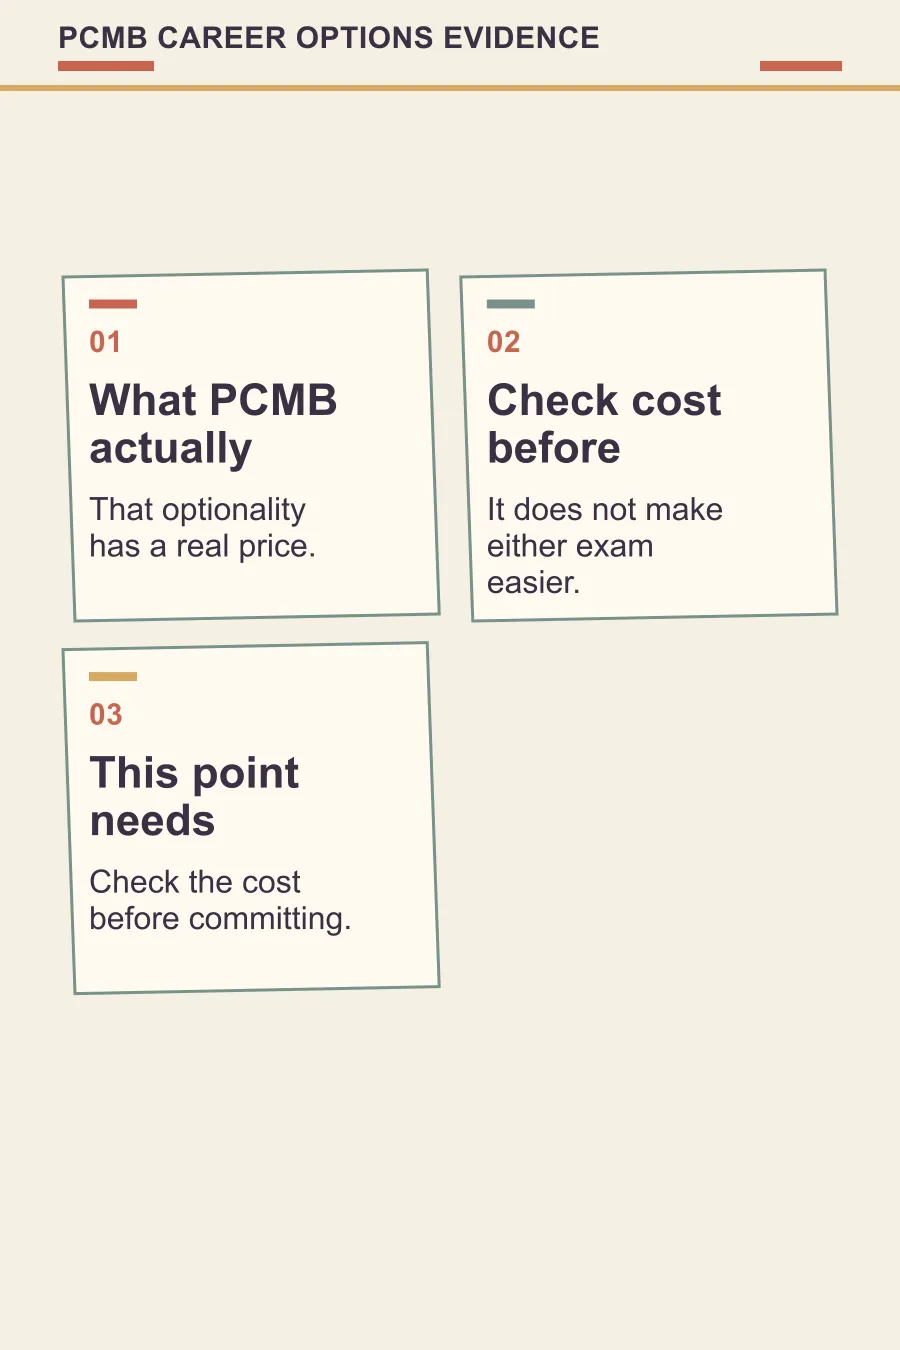 PCMB CAREER OPTIONS EVIDENCE
01
What PCMB
actually
That optionality
has a real price.
02
Check cost
before
It does not make
either exam
easier.
03
This point
needs
Check the cost
before committing.